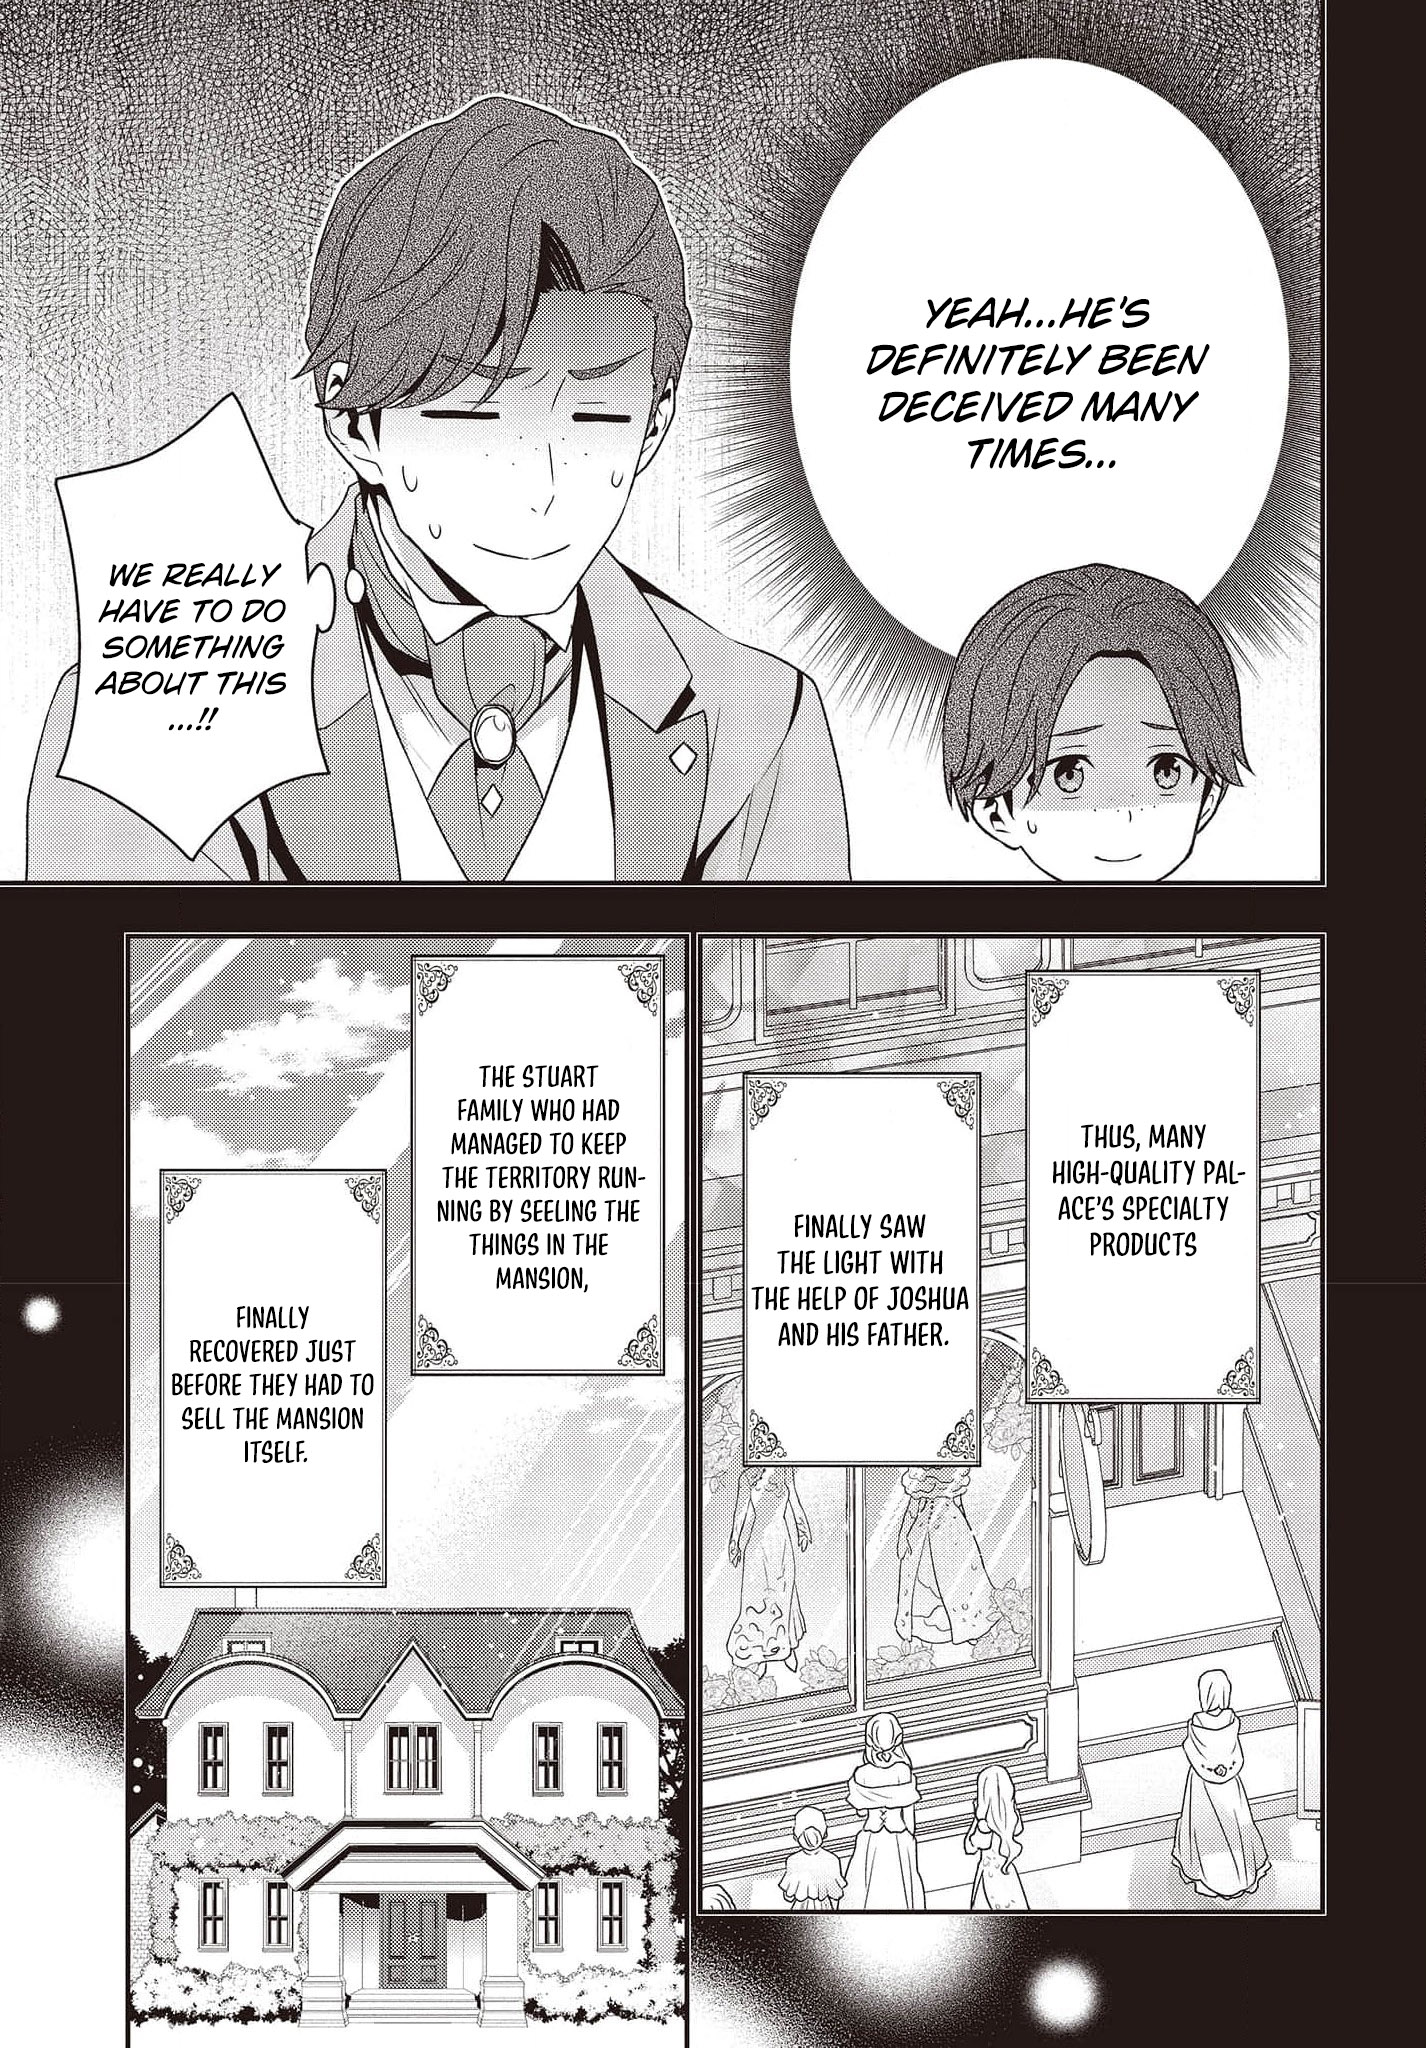 YEAH...HE'S
DEFINITELY BEEN
DECEIVED MANY
TIMES...
WE REALLY
HAVE TO DO
SOMETHING
ABOUT THIS
...!!
THUS, MANY
HIGH-QUALITY PAL-
ACE'S SPECIALTY
PRODUCTS
FINALLY SAW
THE LIGHT WITH
THE HELP OF JOSHUA
AND HIS FATHER.
THE STUART
FAMILY WHO HAD
MANAGED TO KEEP
THE TERRITORY RUN-
NING BY SEELING THE
THINGS IN THE
MANSION,
FINALLY
RECOVERED JUST
BEFORE THEY HAD TO
SELL THE MANSION
ITSELF.